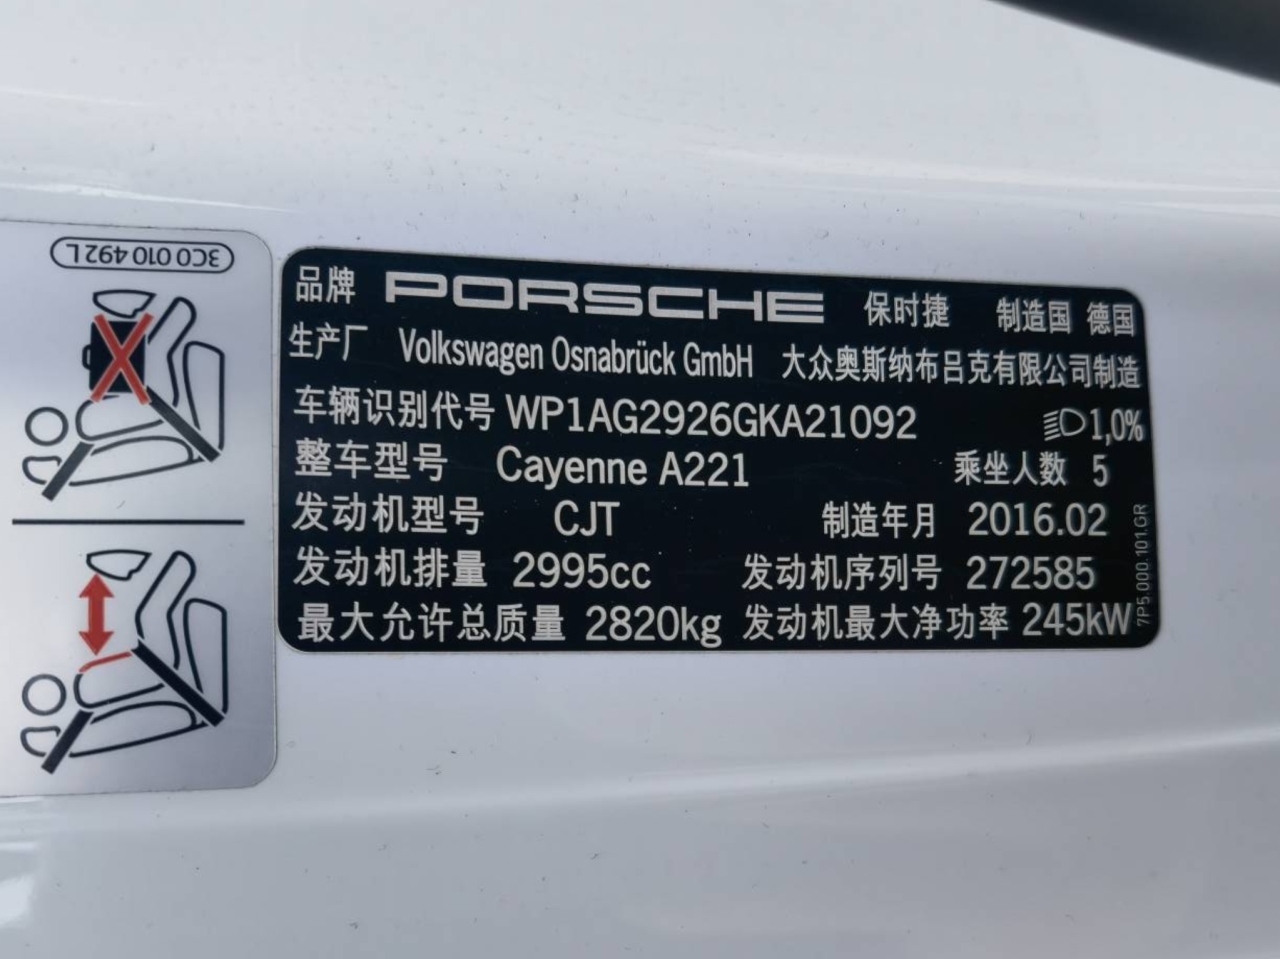 3C0 010 492 L
品牌 PORSCHE 保时捷 制造国 德国
生产厂 Volkswagen Osnabrück GmbH 大众奥斯纳布吕克有限公司制造
车辆识别代号 WP1AG2926GKA21092 1,0%
整车型号 Cayenne A221 乘坐人数 5
发动机型号 CJT 制造年月 2016.02
发动机排量 2995cc 发动机序列号 272585
最大允许总质量 2820kg 发动机最大净功率 245kW
7P5.000.101.GR